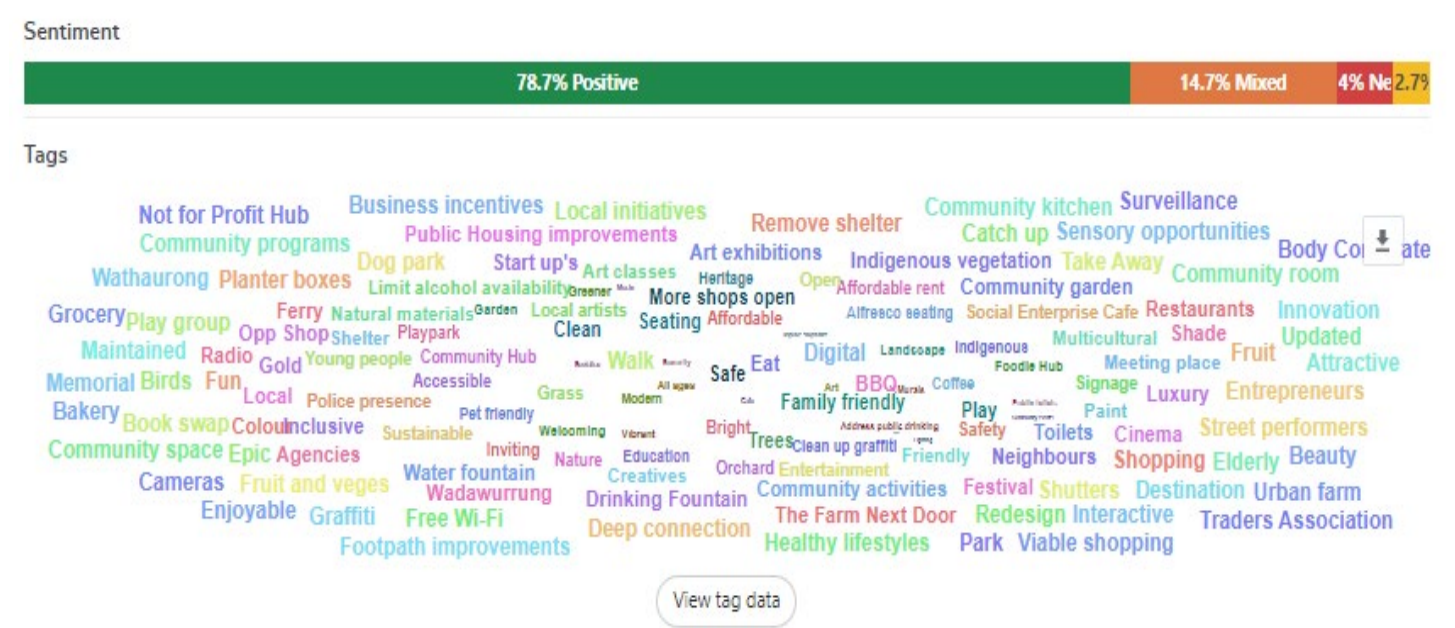 Sentiment
78.7% Positive 14.7% Mixed 4% Ne 2.7%
Tags
Not for Profit Hub Business incentives Local initiatives Remove shelter Community kitchen Surveillance
Community programs Public Housing improvements Art exhibitions Catch up Sensory opportunities Body Co ate
Wathaurong Planter boxes Dog park Start up's Art classes Heritage Open Indigenous vegetation Take Away Community room
Limit alcohol availability Greener More shops open Affordable rent Community garden
Grocery Play group Ferry Natural materials Garden Local artists Seating Affordable Alfresco seating Social Enterprise Cafe Restaurants Innovation
Opp Shop Shelter Playpark Clean Multicultural Shade Updated
Maintained Radio Gold Young people Community Hub Walk Safe Eat Digital Landscape Indigenous Foodie Hub Meeting place Fruit Attractive
Memorial Birds Fun Local Accessible Grass All ages Modern Art BBQ Murals Coffee Signage Luxury Entrepreneurs
Bakery Book swap Police presence Pet friendly Family friendly Play Paint
Colou Inclusive Sustainable Welcoming Vibrant Bright Trees Address public drinking Safety Toilets Cinema Street performers
Community space Epic Agencies Inviting Nature Education Clean up graffiti Friendly Neighbours Shopping Elderly Beauty
Cameras Fruit and veges Water fountain Creatives Orchard Entertainment
Wadawurrung Drinking Fountain Community activities Festival Shutters Destination Urban farm
Enjoyable Graffiti Free Wi-Fi Deep connection The Farm Next Door Redesign Interactive Traders Association
Footpath improvements Healthy lifestyles Park Viable shopping
View tag data